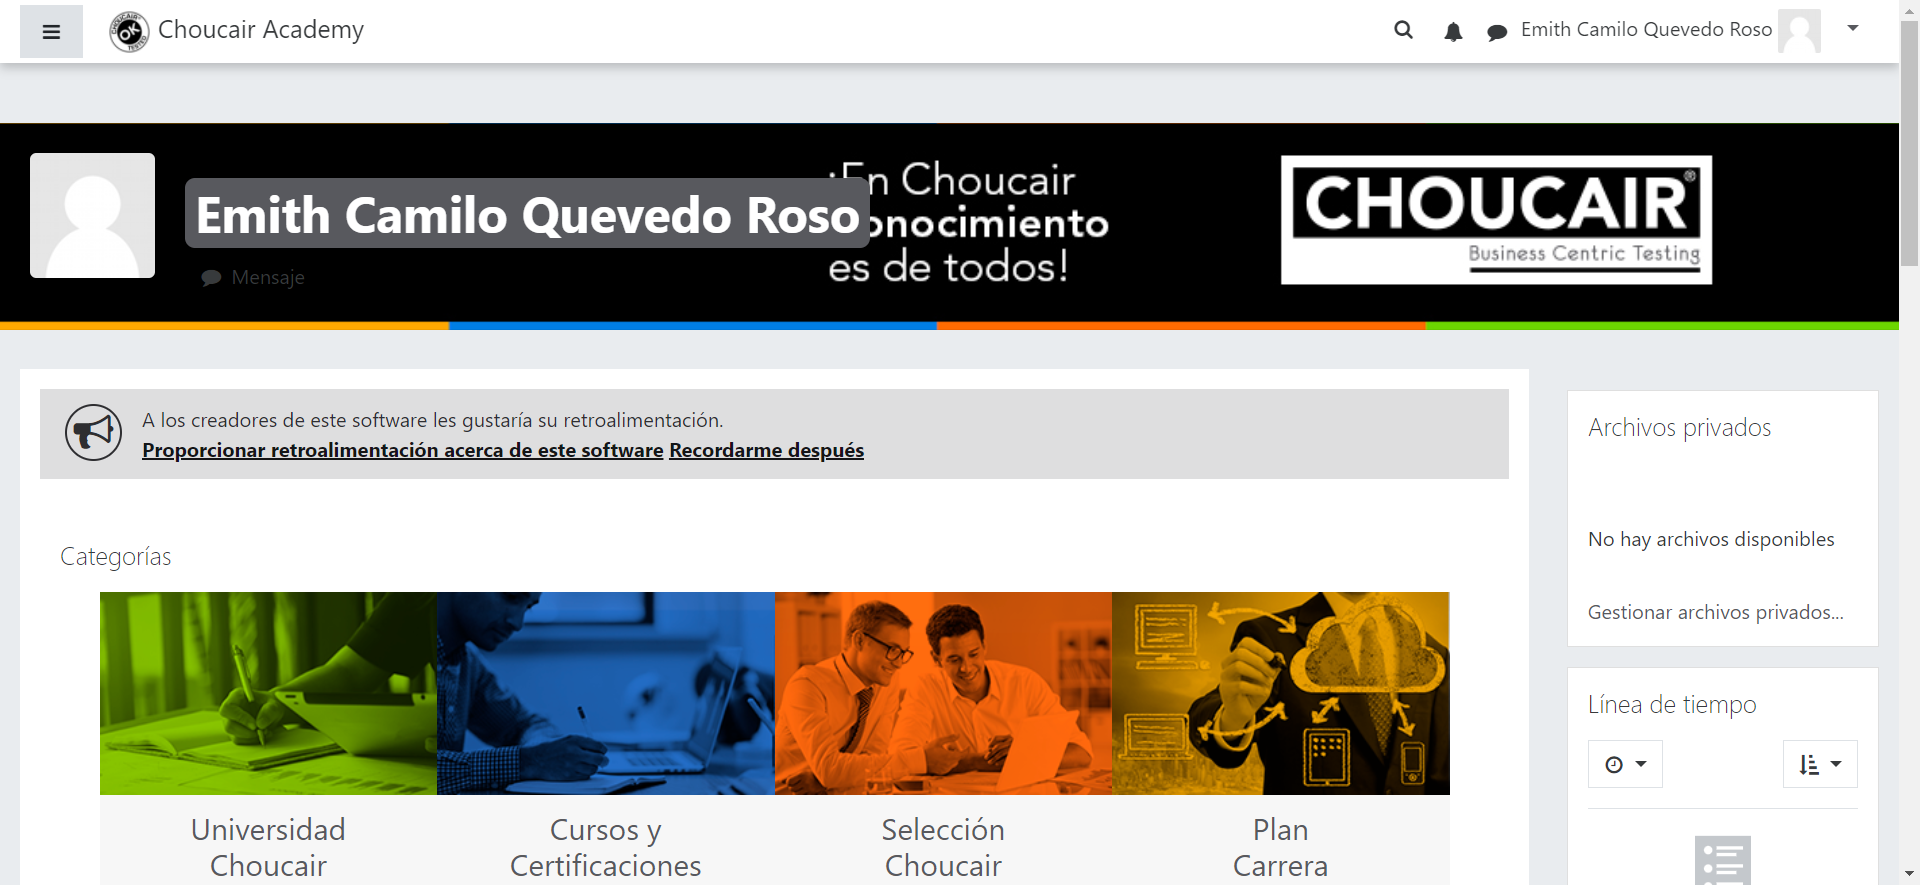 Choucair Academy
Emith Camilo Quevedo Roso
Emith Camilo Quevedo Roso
Mensaje
¡En Choucair
onocimiento
es de todos!
CHOUCAIR®
Business Centric Testing
A los creadores de este software les gustaría su retroalimentación.
Proporcionar retroalimentación acerca de este software Recordarme después
Categorías
Universidad
Choucair
Cursos y
Certificaciones
Selección
Choucair
Plan
Carrera
Archivos privados
No hay archivos disponibles
Gestionar archivos privados...
Línea de tiempo